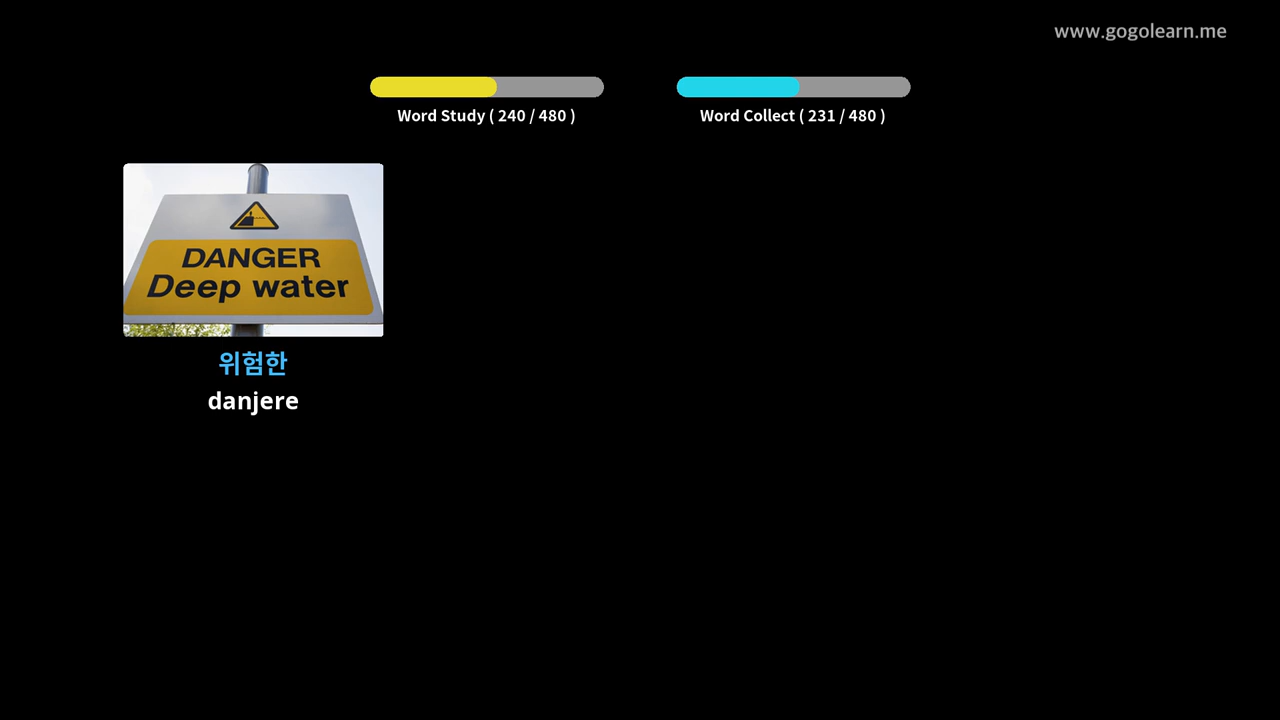 www.gogolearn.me
Word Study ( 240 / 480 )
Word Collect ( 231 / 480 )
DANGER
Deep water
위험한
danjere